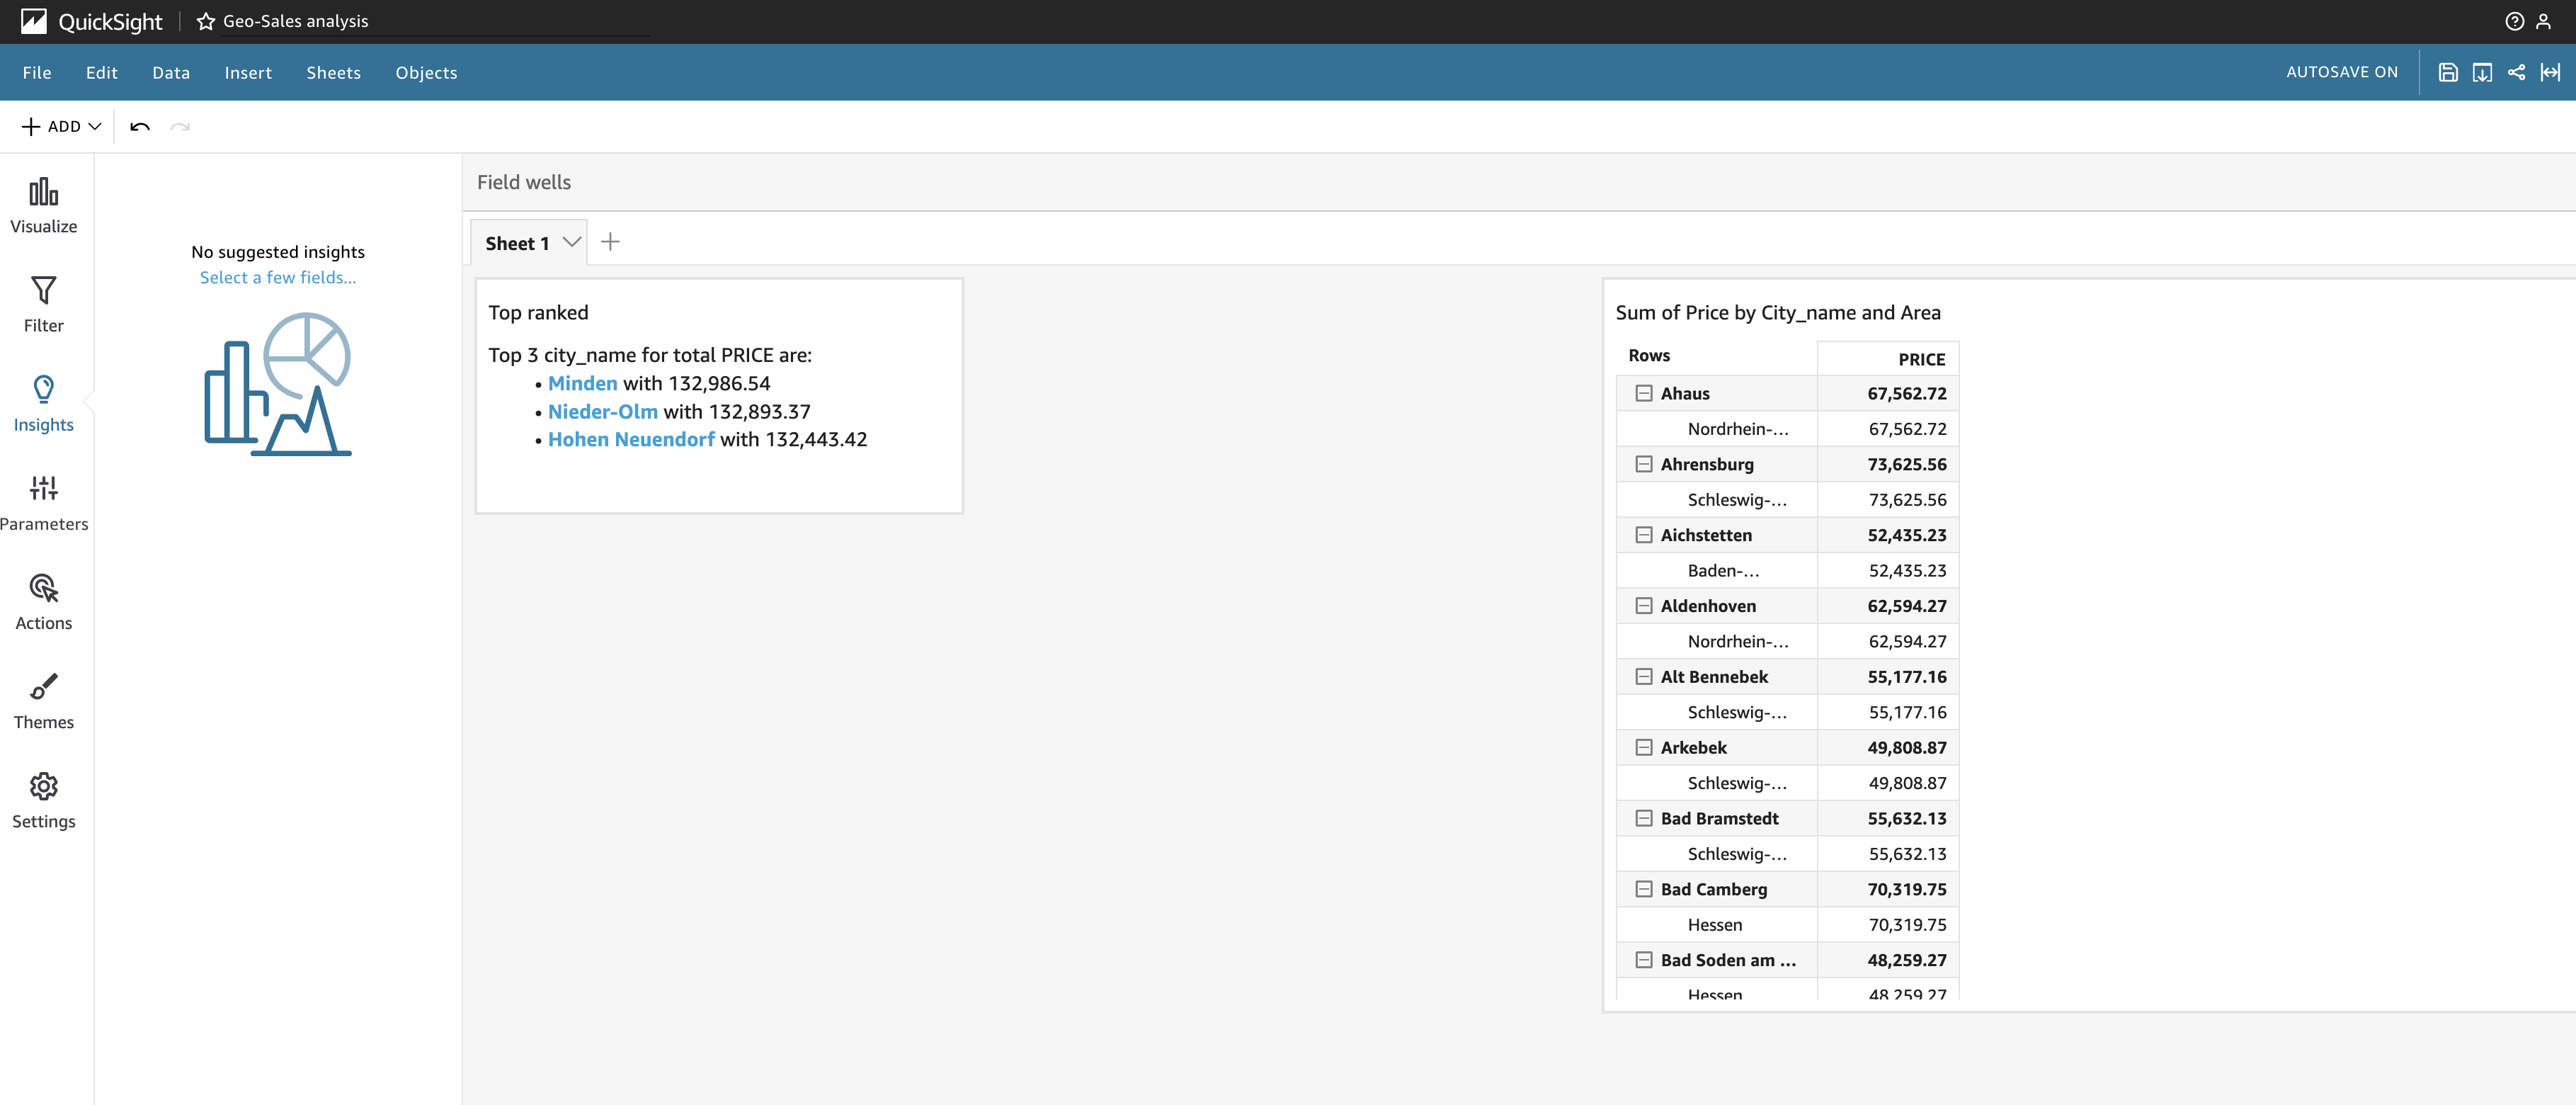 QuickSight
Geo-Sales analysis
File
Edit
Data
Insert
Sheets
Objects
AUTOSAVE ON
ADD
Visualize
Filter
Insights
Parameters
Actions
Themes
Settings
No suggested insights
Select a few fields...
Field wells
Sheet 1
Top ranked
Top 3 city_name for total PRICE are:
• Minden with 132,986.54
• Nieder-Olm with 132,893.37
• Hohen Neuendorf with 132,443.42
Sum of Price by City_name and Area
Rows PRICE
Ahaus 67,562.72
Nordrhein-... 67,562.72
Ahrensburg 73,625.56
Schleswig-... 73,625.56
Aichstetten 52,435.23
Baden-... 52,435.23
Aldenhoven 62,594.27
Nordrhein-... 62,594.27
Alt Bennebek 55,177.16
Schleswig-... 55,177.16
Arkebek 49,808.87
Schleswig-... 49,808.87
Bad Bramstedt 55,632.13
Schleswig-... 55,632.13
Bad Camberg 70,319.75
Hessen 70,319.75
Bad Soden am ... 48,259.27
Hessen 48,259.27